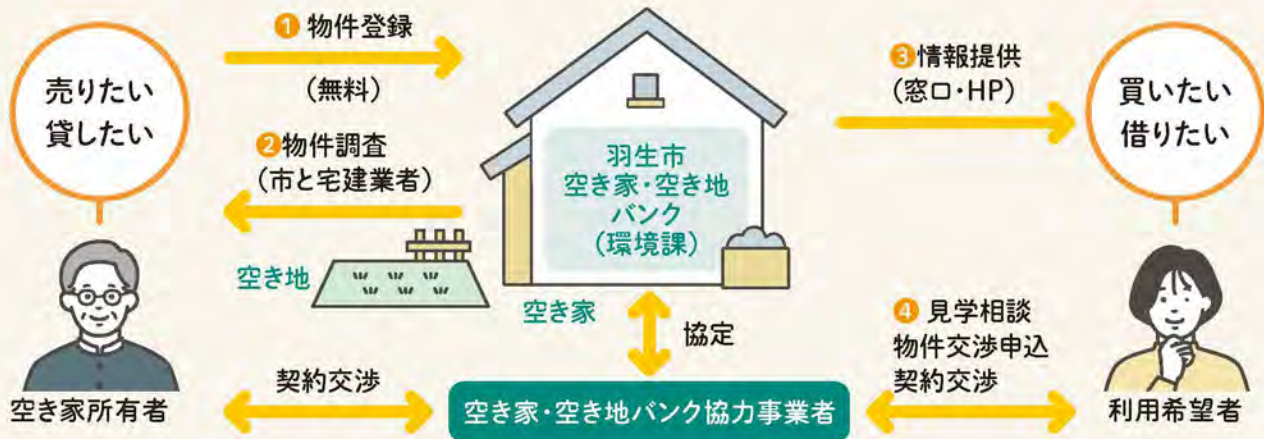 売りたい
貸したい
❶ 物件登録
(無料)
❷物件調査
(市と宅建業者)
空き地
羽生市
空き家・空き地
バンク
(環境課)
空き家
❸情報提供
(窓口・HP)
買いたい
借りたい
協定
❹ 見学相談
物件交渉申込
契約交渉
契約交渉
空き家所有者
空き家・空き地バンク協力事業者
利用希望者